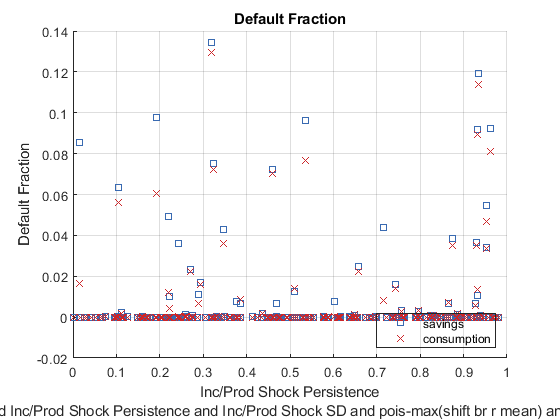 Default Fraction
0.14
0.12
0.1
0.08
0.06
0.04
0.02
0
-0.02
Default Fraction
savings
consumption
0 0.1 0.2 0.3 0.4 0.5 0.6 0.7 0.8 0.9 1
Inc/Prod Shock Persistence
d Inc/Prod Shock Persistence and Inc/Prod Shock SD and pois-max(shift br r mean) an